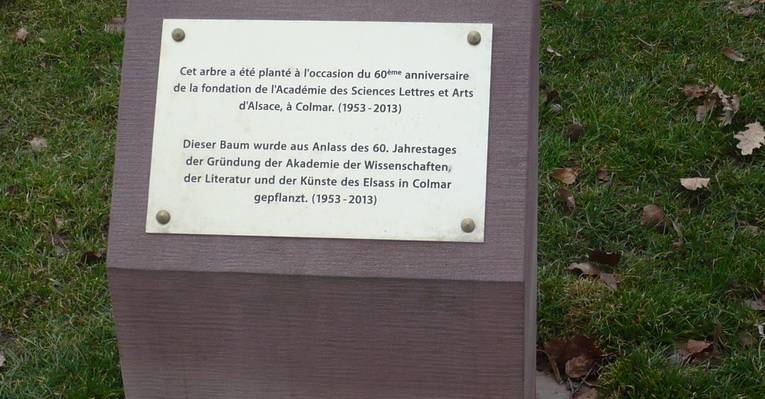 Cet arbre a été planté à l'occasion du 60ème anniversaire
de la fondation de l'Académie des Sciences Lettres et Arts
d'Alsace, à Colmar. (1953-2013)
Dieser Baum wurde aus Anlass des 60. Jahrestages
der Gründung der Akademie der Wissenschaften,
der Literatur und der Künste des Elsass in Colmar
gepflanzt. (1953-2013)